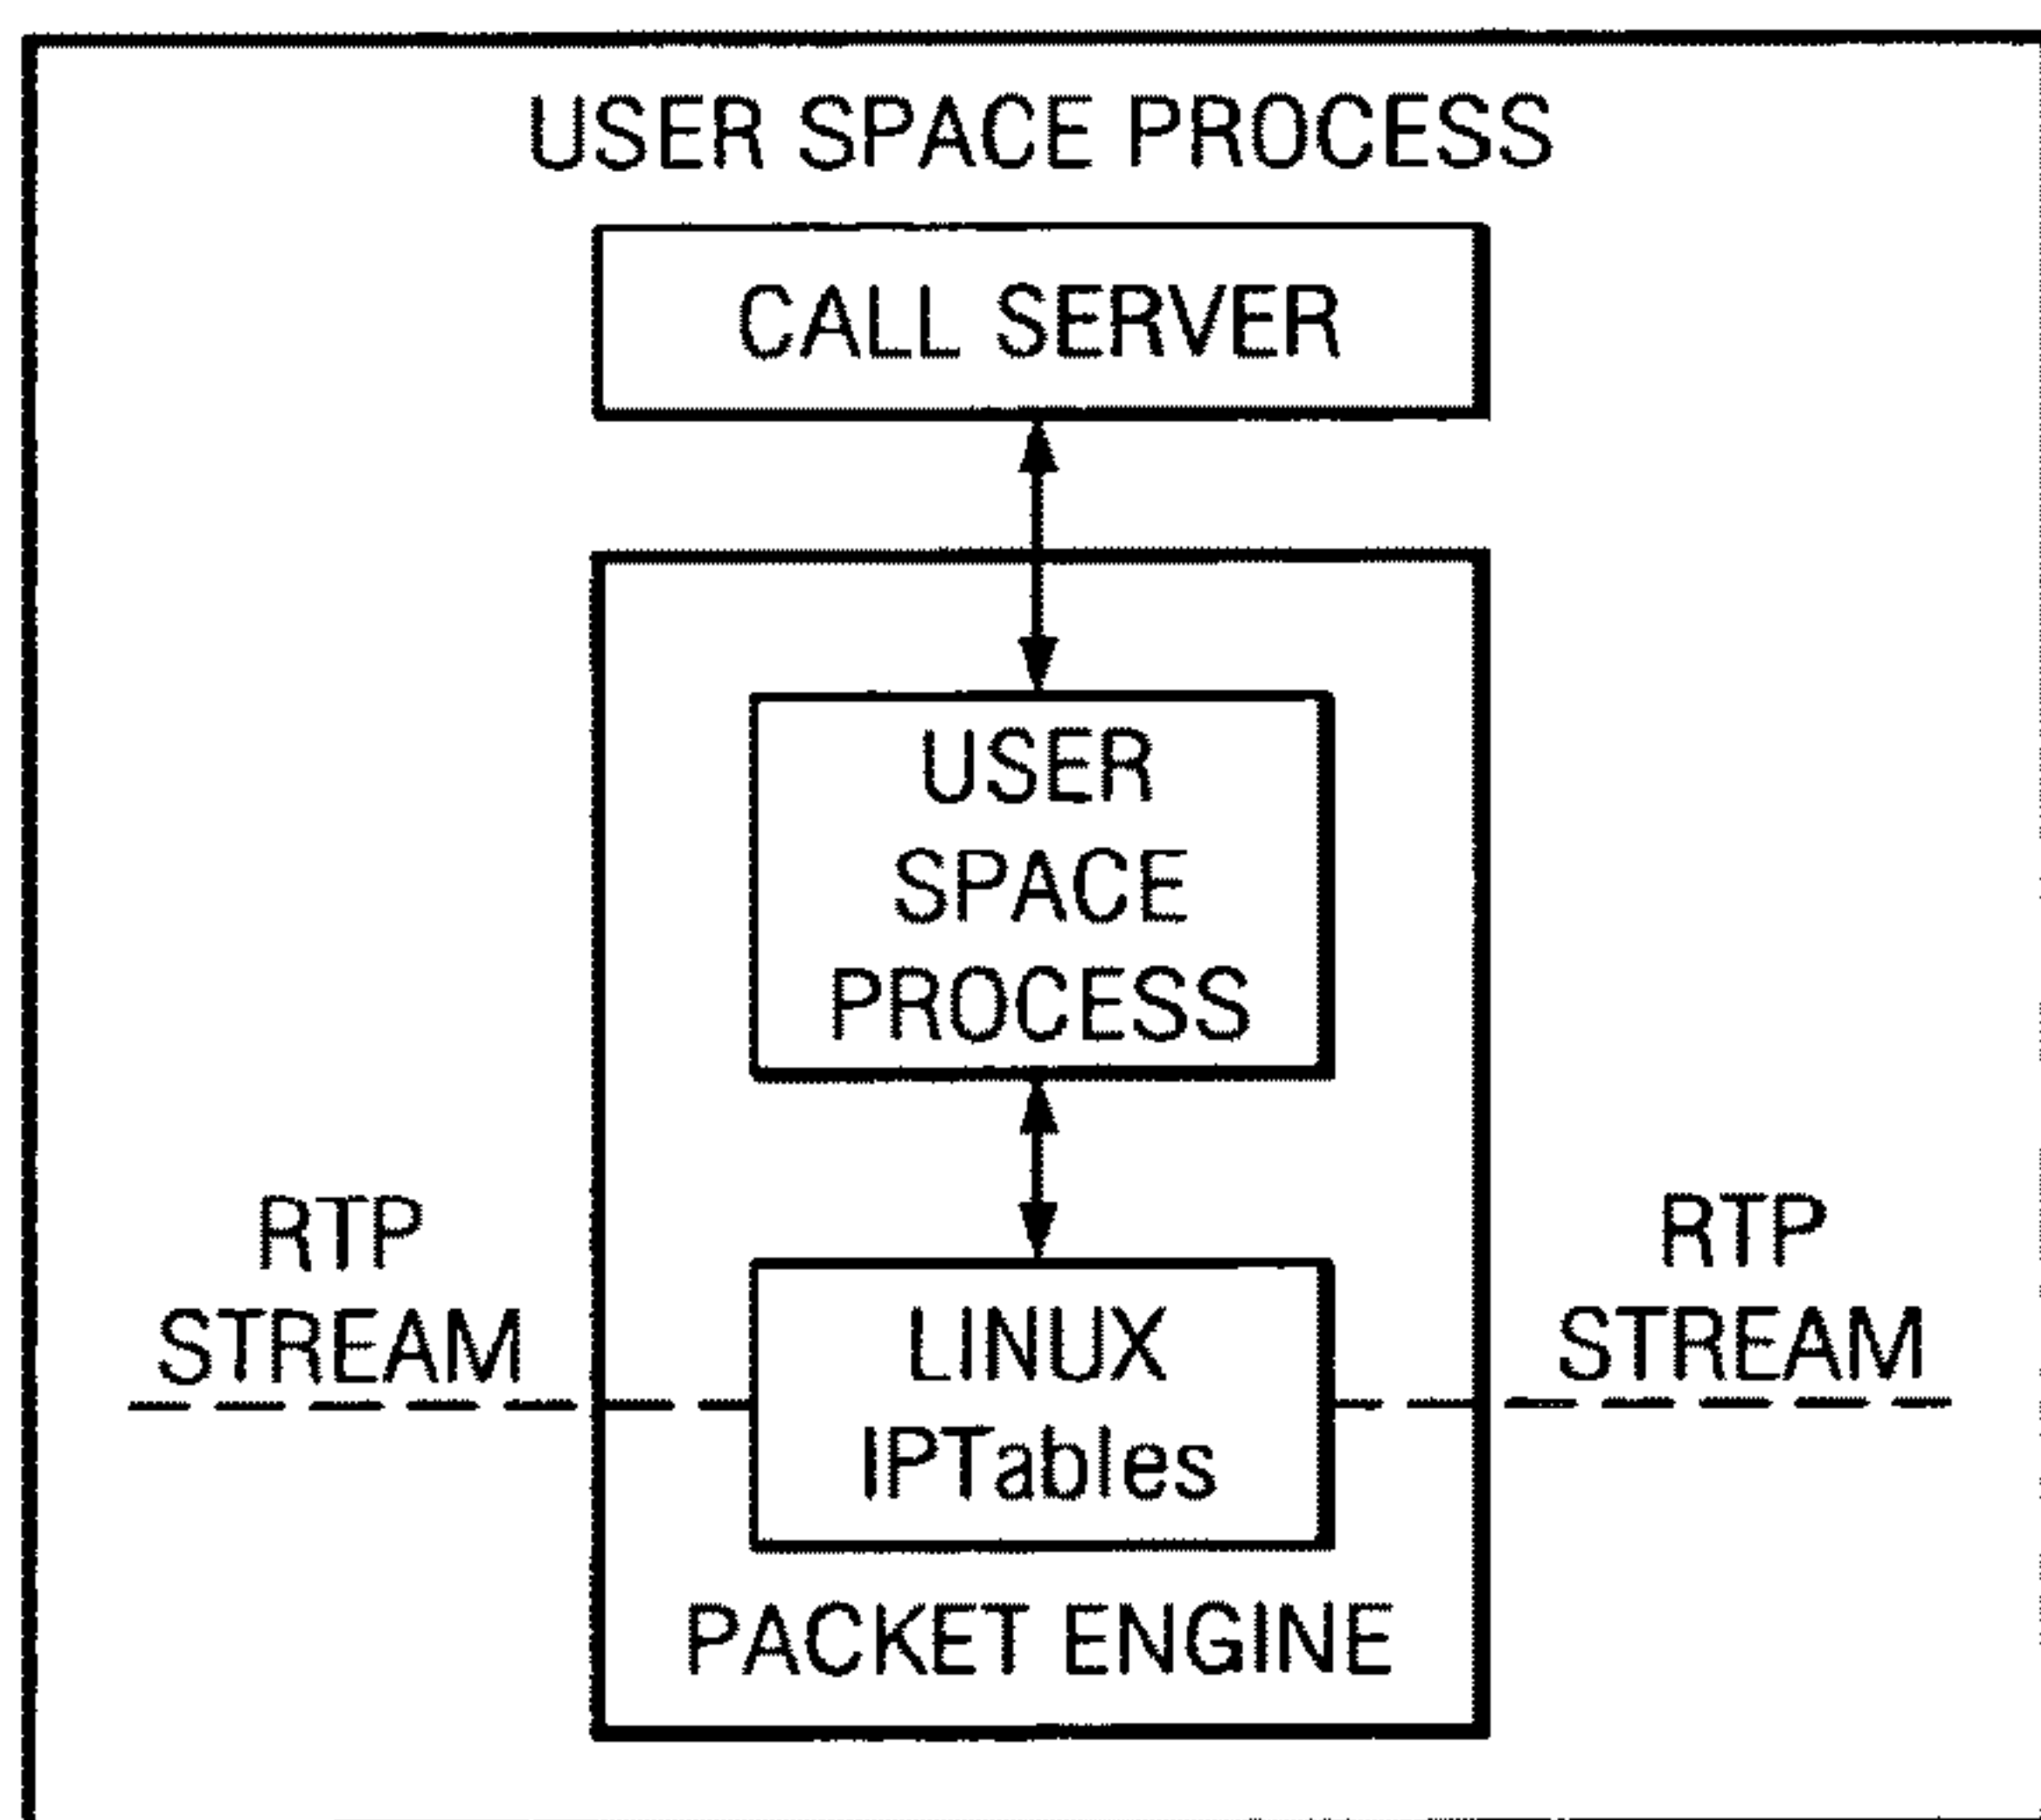 USER SPACE PROCESS
CALL SERVER
USER
SPACE
PROCESS
RTP
STREAM
RTP
STREAM
LINUX
IPTables
PACKET ENGINE